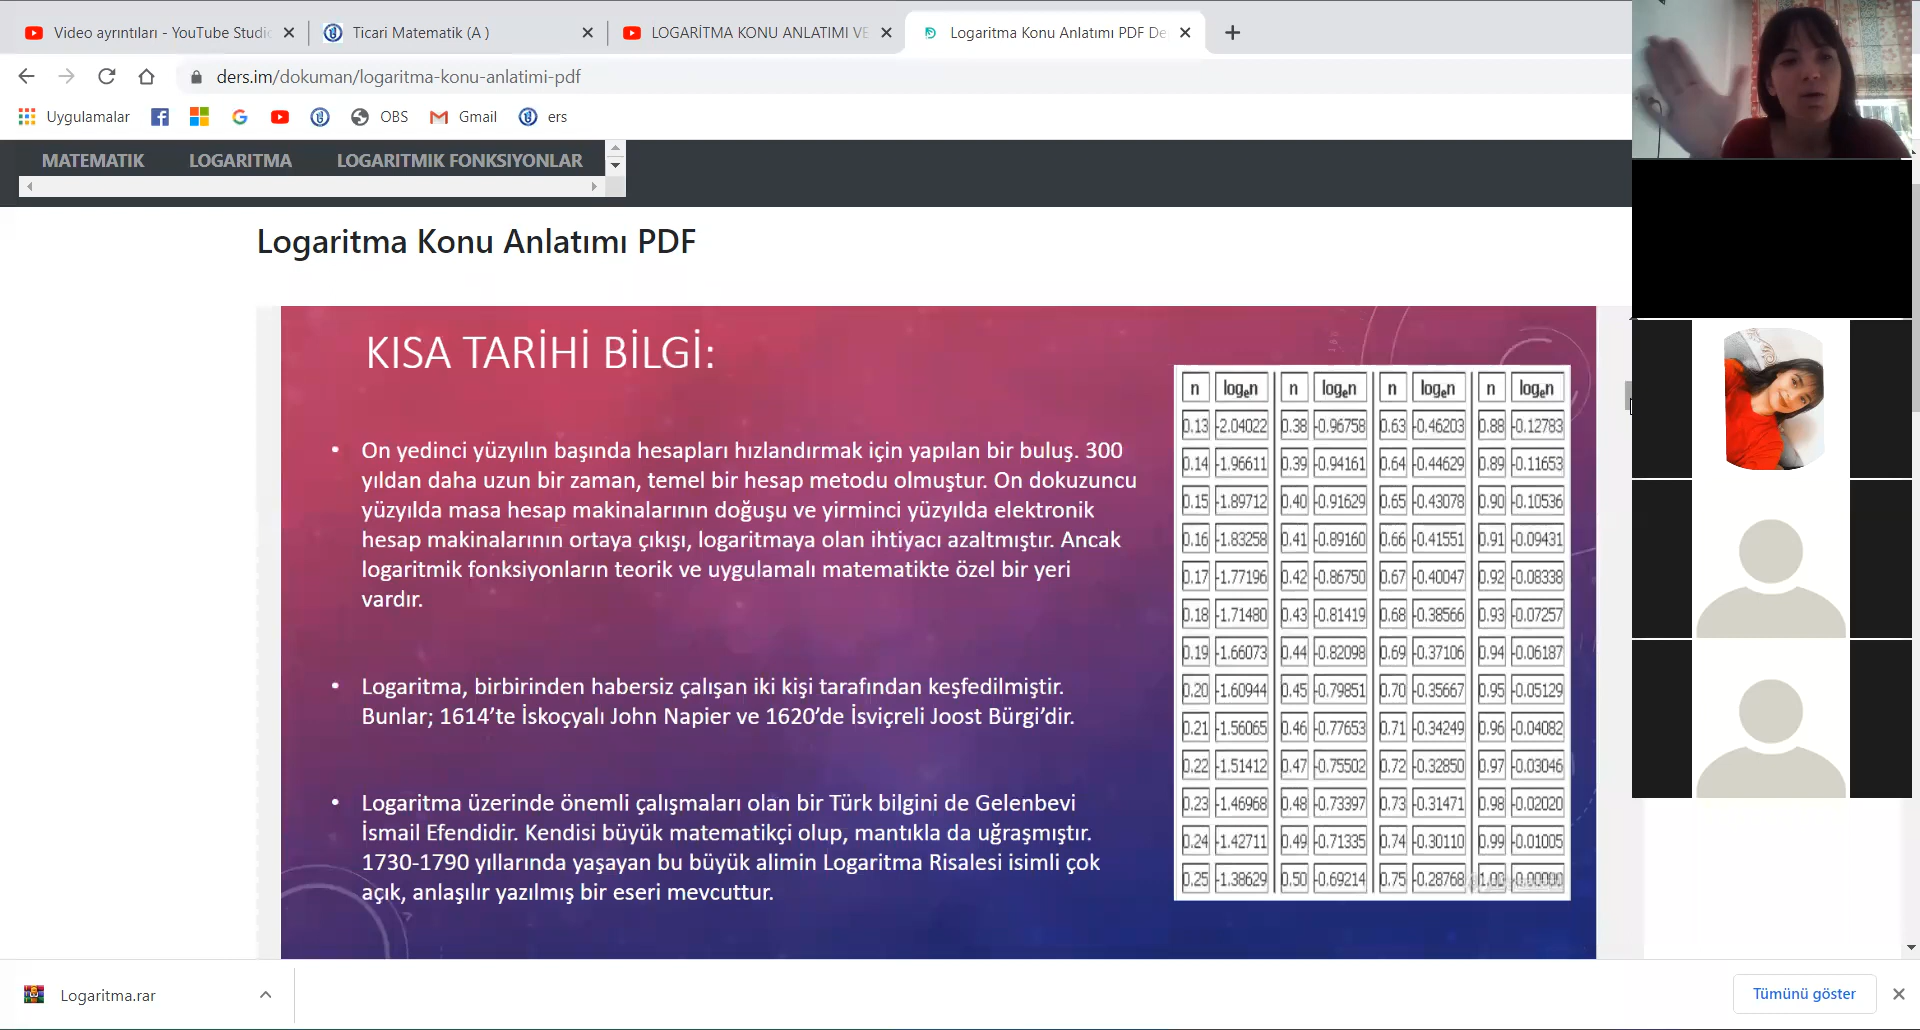 Video ayrıntıları - YouTube Studio
Ticari Matematik (A )
LOGARİTMA KONU ANLATIMI VE
Logaritma Konu Anlatımı PDF De
ders.im/dokuman/logaritma-konu-anlatimi-pdf
Uygulamalar
OBS
Gmail
ers
MATEMATIK LOGARITMA LOGARITMIK FONKSIYONLAR
Logaritma Konu Anlatımı PDF
KISA TARİHİ BİLGİ:
• On yedinci yüzyılın başında hesapları hızlandırmak için yapılan bir buluş. 300
yıldan daha uzun bir zaman, temel bir hesap metodu olmuştur. On dokuzuncu
yüzyılda masa hesap makinalarının doğuşu ve yirminci yüzyılda elektronik
hesap makinalarının ortaya çıkışı, logaritmaya olan ihtiyacı azaltmıştır. Ancak
logaritmik fonksiyonların teorik ve uygulamalı matematikte özel bir yeri
vardır.
• Logaritma, birbirinden habersiz çalışan iki kişi tarafından keşfedilmiştir.
Bunlar; 1614’te İskoçyalı John Napier ve 1620’de İsviçreli Joost Bürgi’dir.
• Logaritma üzerinde önemli çalışmaları olan bir Türk bilgini de Gelenbevi
İsmail Efendidir. Kendisi büyük matematikçi olup, mantıkla da uğraşmıştır.
1730-1790 yıllarında yaşayan bu büyük alimin Logaritma Risalesi isimli çok
açık, anlaşılır yazılmış bir eseri mevcuttur.
n logₑn n logₑn n logₑn n logₑn
0.13 -2.04022 0.38 -0.96758 0.63 -0.46203 0.88 -0.12783
0.14 -1.96611 0.39 -0.94161 0.64 -0.44629 0.89 -0.11653
0.15 -1.89712 0.40 -0.91629 0.65 -0.43078 0.90 -0.10536
0.16 -1.83258 0.41 -0.89160 0.66 -0.41551 0.91 -0.09431
0.17 -1.77196 0.42 -0.86750 0.67 -0.40047 0.92 -0.08338
0.18 -1.71480 0.43 -0.81419 0.68 -0.38566 0.93 -0.07257
0.19 -1.66073 0.44 -0.82098 0.69 -0.37106 0.94 -0.06187
0.20 -1.60944 0.45 -0.79851 0.70 -0.35667 0.95 -0.05129
0.21 -1.56065 0.46 -0.77653 0.71 -0.34249 0.96 -0.04082
0.22 -1.51412 0.47 -0.75502 0.72 -0.32850 0.97 -0.03046
0.23 -1.46968 0.48 -0.73397 0.73 -0.31471 0.98 -0.02020
0.24 -1.42711 0.49 -0.71335 0.74 -0.30110 0.99 -0.01005
0.25 -1.38629 0.50 -0.69214 0.75 -0.28768 1.00 -0.00000
Logaritma.rar
Tümünü göster